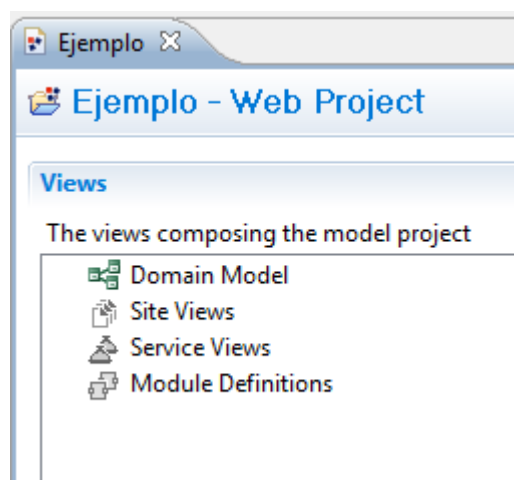 Ejemplo
Ejemplo - Web Project
Views
The views composing the model project
Domain Model
Site Views
Service Views
Module Definitions